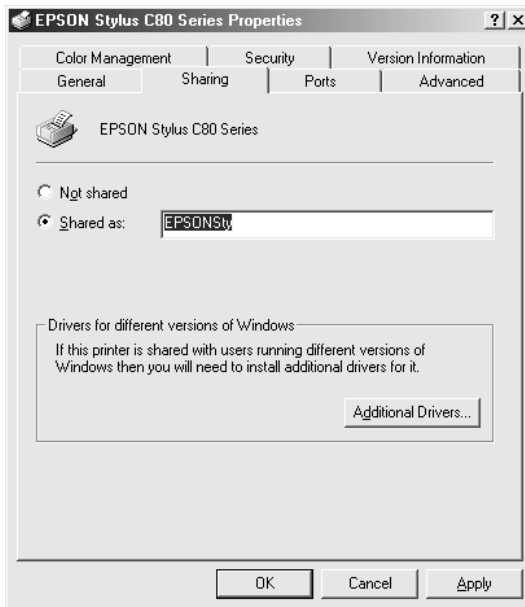 EPSON Stylus C80 Series Properties
? X
Color Management Security Version Information
General Sharing Ports Advanced
EPSON Stylus C80 Series
Not shared
Shared as: EPSONSty
Drivers for different versions of Windows
If this printer is shared with users running different versions of
Windows then you will need to install additional drivers for it.
Additional Drivers...
OK Cancel Apply